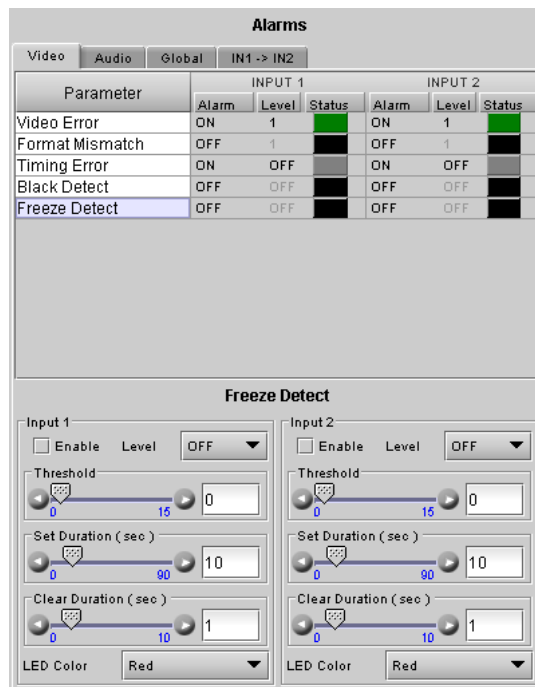 Alarms
Video Audio Global IN1 -> IN2
Parameter INPUT 1 INPUT 2
Alarm Level Status Alarm Level Status
Video Error ON 1 ON 1
Format Mismatch OFF 1 OFF 1
Timing Error ON OFF ON OFF
Black Detect OFF OFF OFF OFF
Freeze Detect OFF OFF OFF OFF
Freeze Detect
Input 1 Input 2
Enable Level OFF Enable Level OFF
Threshold Threshold
0 15 0 0 15 0
Set Duration ( sec ) Set Duration ( sec )
0 90 10 0 90 10
Clear Duration ( sec ) Clear Duration ( sec )
0 10 1 0 10 1
LED Color Red LED Color Red